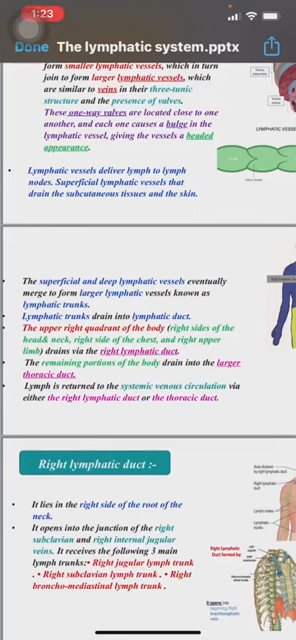 1:23
Done
The lymphatic system.pptx
form smaller lymphatic vessels, which in turn
join to form larger lymphatic vessels, which
are similar to veins in their three-tunic
structure and the presence of valves.
These one-way valves are located close to one
another, and each one causes a bulge in the
lymphatic vessel, giving the vessels a beaded
appearance.
LYMPHATIC VESSE
• Lymphatic vessels deliver lymph to lymph
nodes. Superficial lymphatic vessels that
drain the subcutaneous tissues and the skin.
• The superficial and deep lymphatic vessels eventually
merge to form larger lymphatic vessels known as
lymphatic trunks.
• Lymphatic trunks drain into lymphatic duct.
• The upper right quadrant of the body (right sides of the
head& neck, right side of the chest, and right upper
limb) drains via the right lymphatic duct.
• The remaining portions of the body drain into the larger
thoracic duct.
• Lymph is returned to the systemic venous circulation via
either the right lymphatic duct or the thoracic duct.
Right lymphatic duct :-
• It lies in the right side of the root of the
neck.
• It opens into the junction of the right
subclavian and right internal jugular
veins. It receives the following 3 main
lymph trunks:• Right jugular lymph trunk
. • Right subclavian lymph trunk . • Right
broncho-mediastinal lymph trunk .
Right Lymphatic
Duct formed by:
It opens into